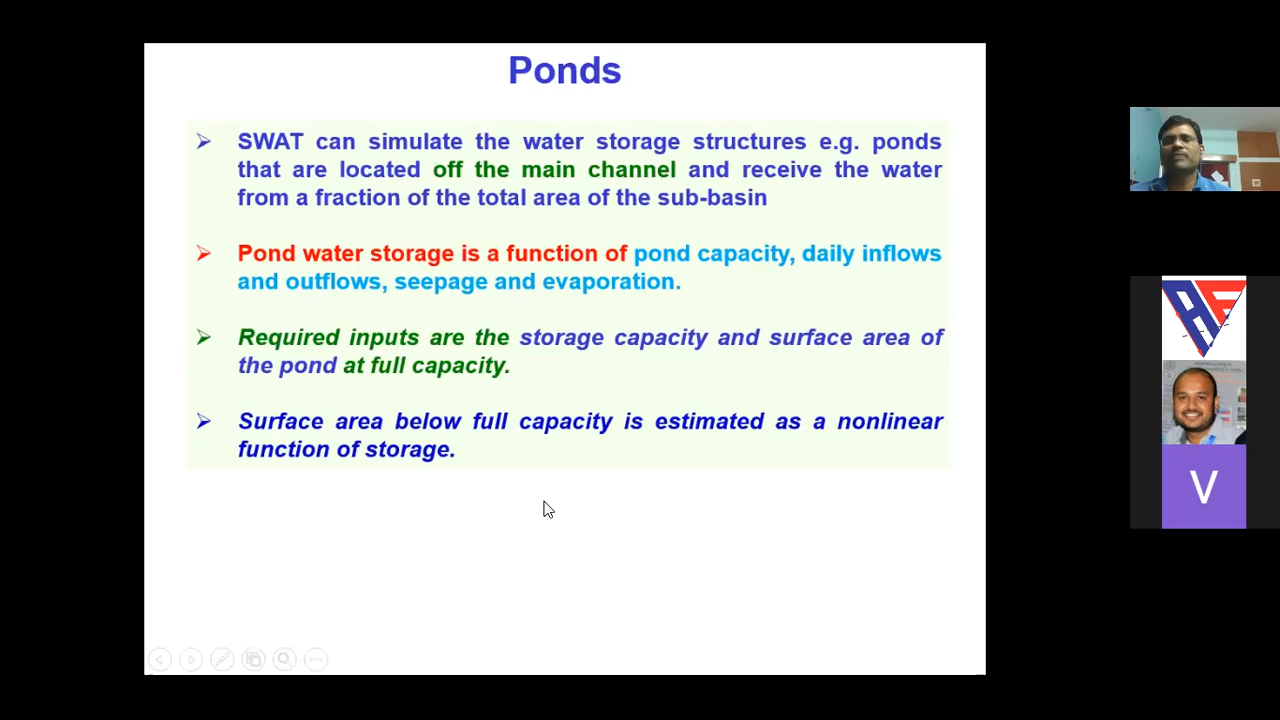 Ponds
SWAT can simulate the water storage structures e.g. ponds
that are located off the main channel and receive the water
from a fraction of the total area of the sub-basin
Pond water storage is a function of pond capacity, daily inflows
and outflows, seepage and evaporation.
Required inputs are the storage capacity and surface area of
the pond at full capacity.
Surface area below full capacity is estimated as a nonlinear
function of storage.
AF
V